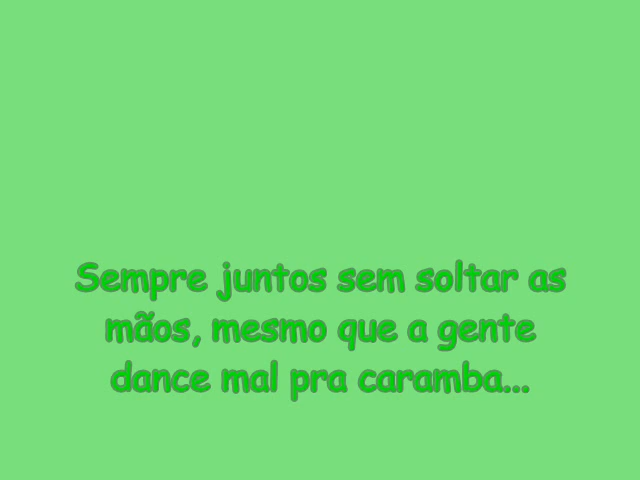 Sempre juntos sem soltar as
mãos, mesmo que a gente
dance mal pra caramba...